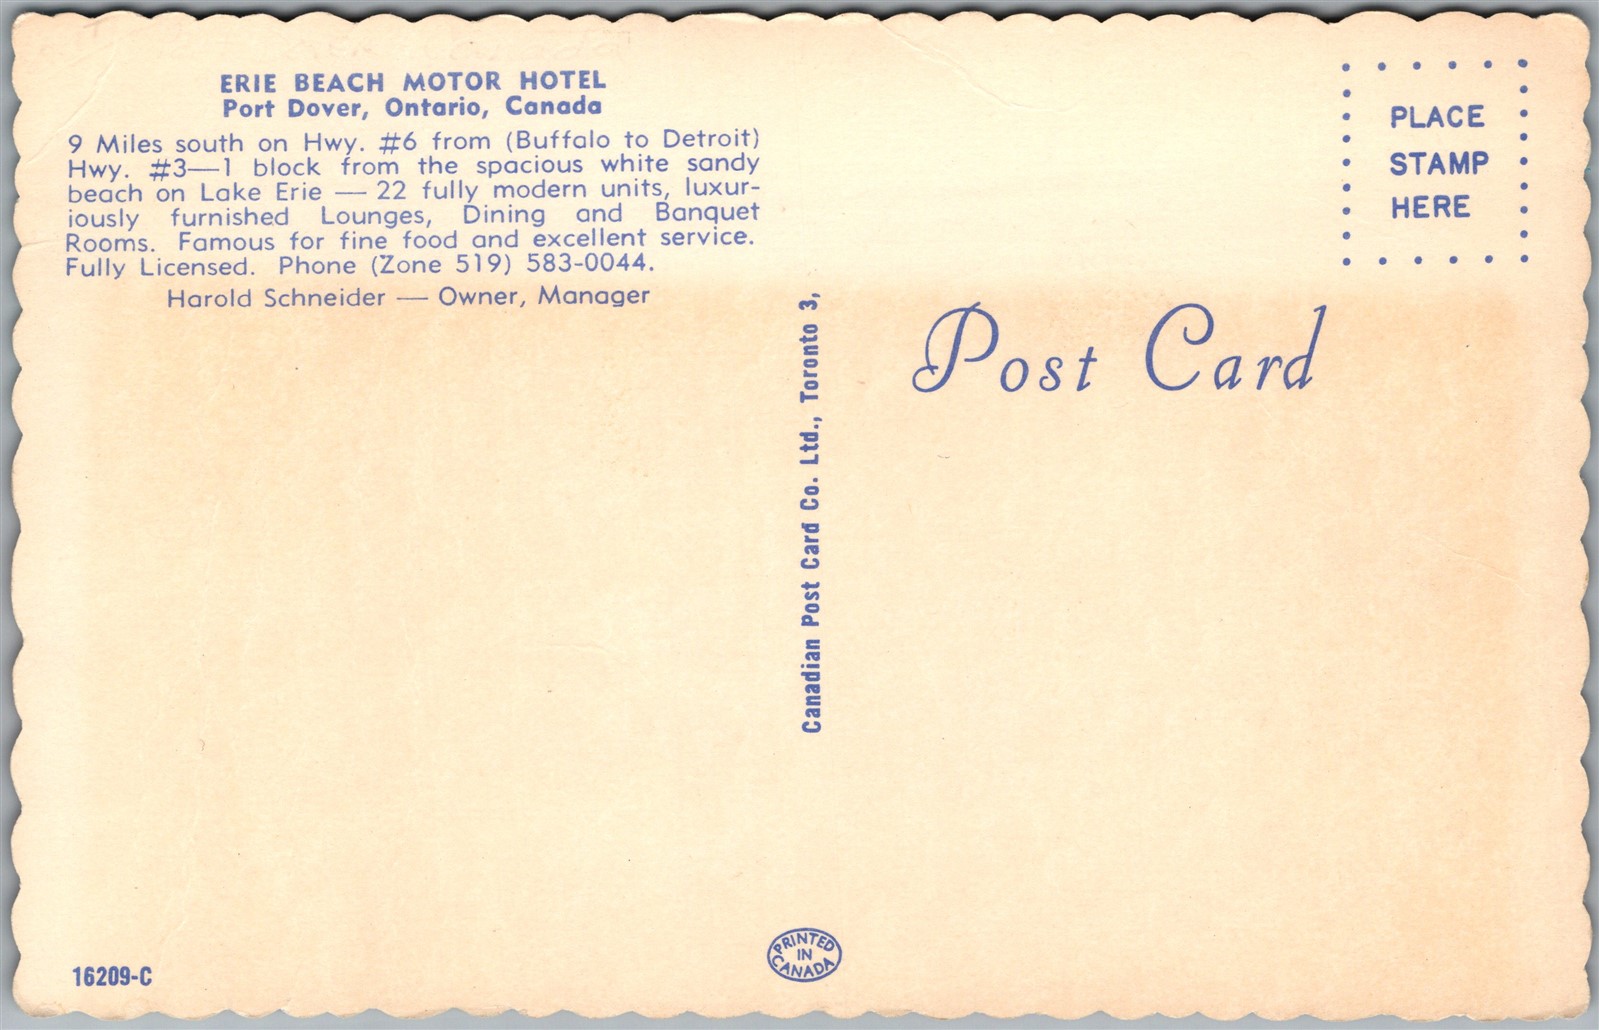 ERIE BEACH MOTOR HOTEL
Port Dover, Ontario, Canada
9 Miles south on Hwy. #6 from (Buffalo to Detroit)
Hwy. #3—1 block from the spacious white sandy
beach on Lake Erie — 22 fully modern units, luxur-
iously furnished Lounges, Dining and Banquet
Rooms. Famous for fine food and excellent service.
Fully Licensed. Phone (Zone 519) 583-0044.
Harold Schneider — Owner, Manager
16209-C
Canadian Post Card Co. Ltd., Toronto 3,
PRINTED
IN
CANADA
PLACE
STAMP
HERE
Post Card